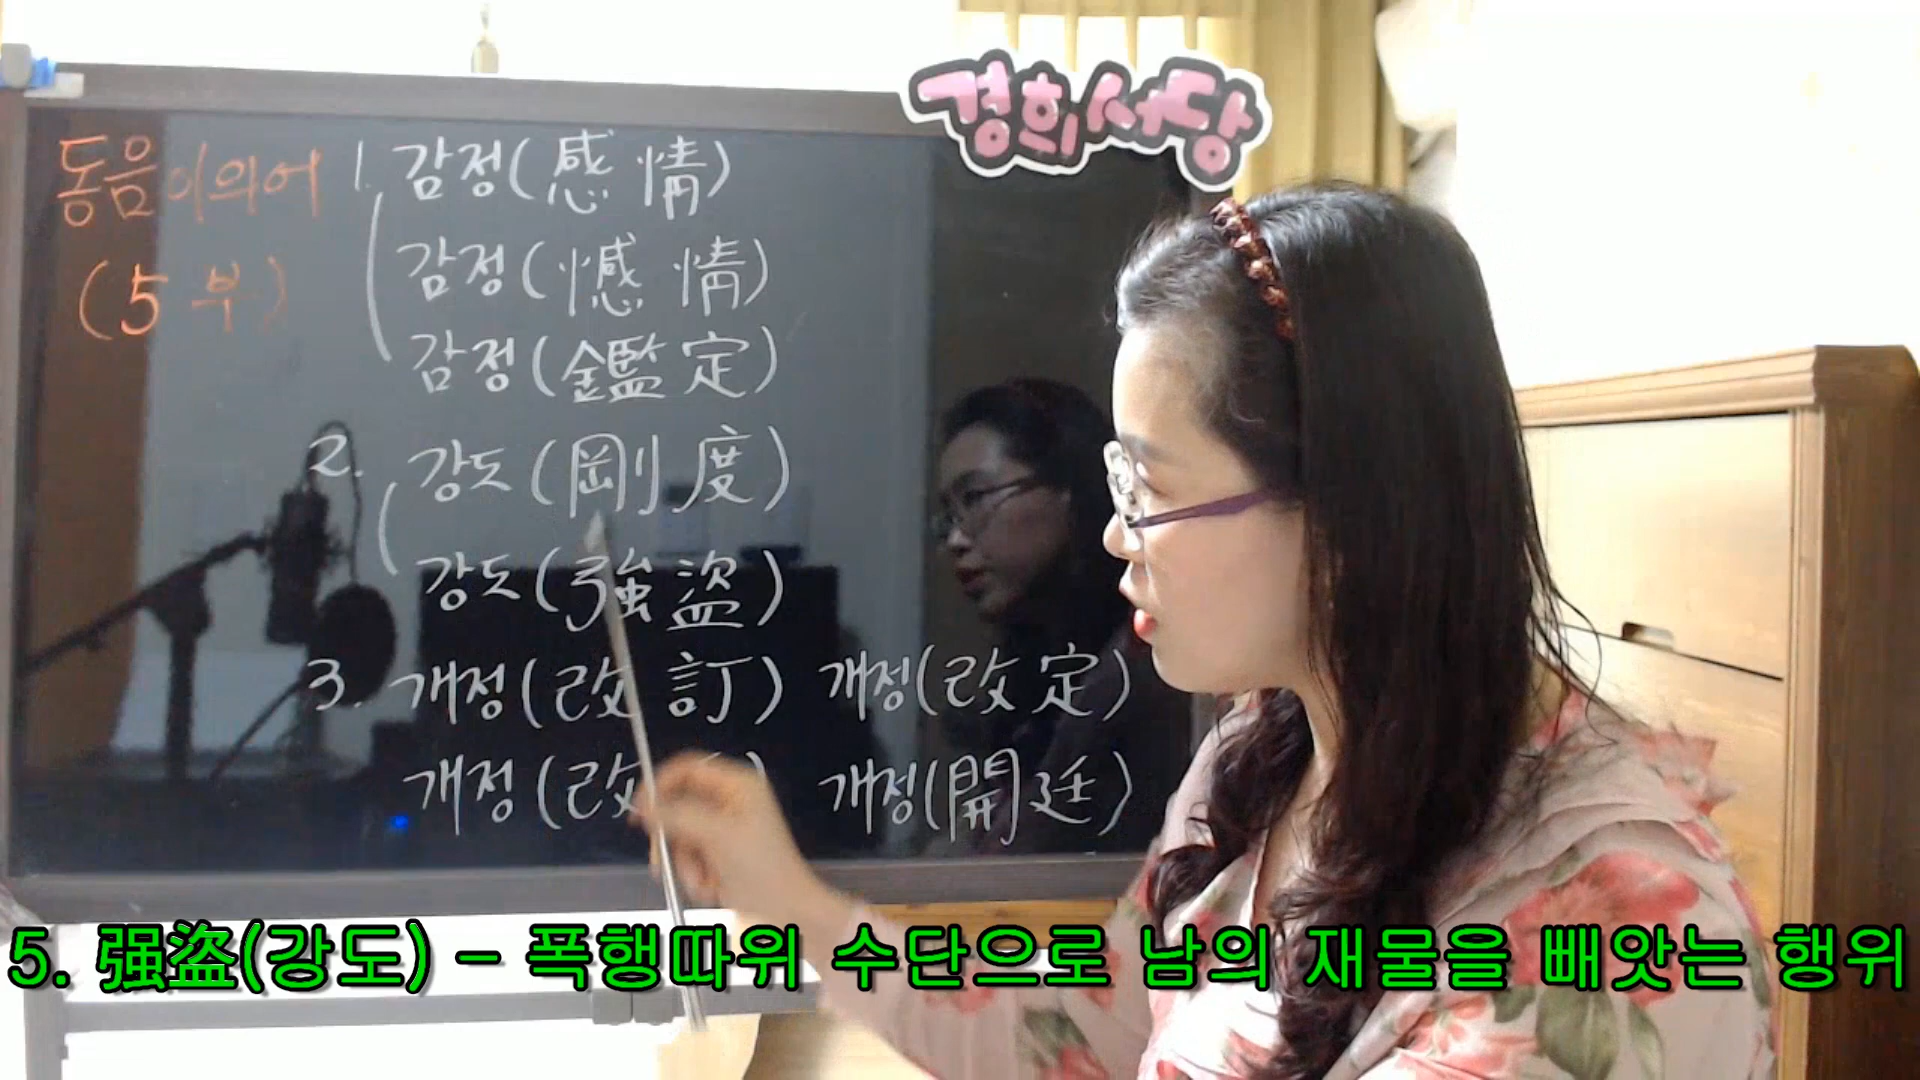 경희서당
동음이의어
(5부)
1. 감정(感情)
감정(憾情)
감정(鑑定)
2. 강도(剛度)
강도(強盜)
3. 개정(改訂) 개정(改定)
개정(改 ) 개정(開廷)
5. 强盜(강도) - 폭행따위 수단으로 남의 재물을 빼앗는 행위